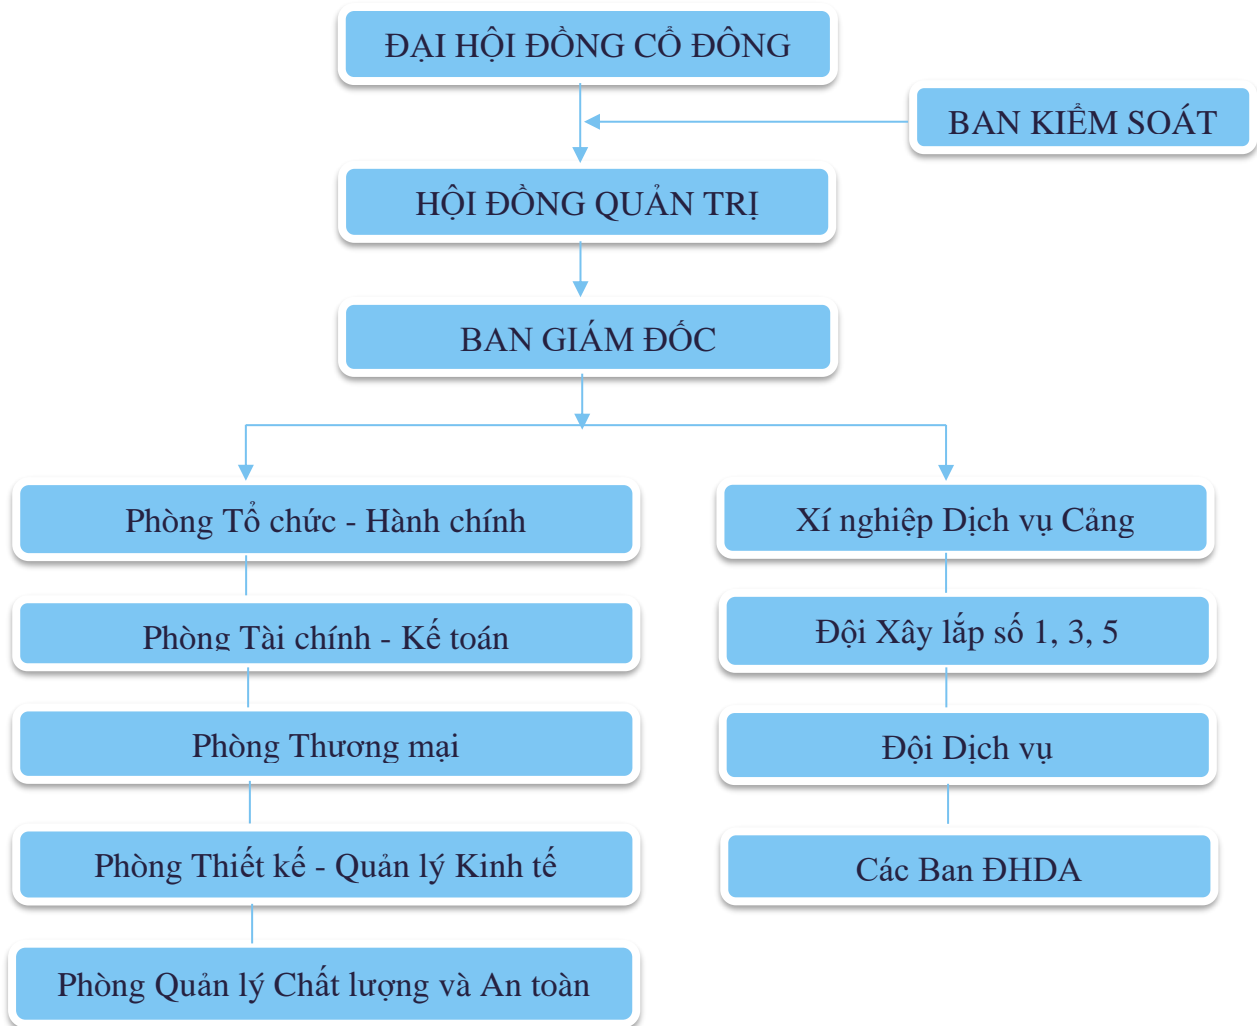 ĐẠI HỘI ĐỒNG CỔ ĐÔNG
BAN KIỂM SOÁT
HỘI ĐỒNG QUẢN TRỊ
BAN GIÁM ĐỐC
Phòng Tổ chức - Hành chính
Xí nghiệp Dịch vụ Cảng
Phòng Tài chính - Kế toán
Đội Xây lắp số 1, 3, 5
Phòng Thương mại
Đội Dịch vụ
Phòng Thiết kế - Quản lý Kinh tế
Các Ban ĐHDA
Phòng Quản lý Chất lượng và An toàn